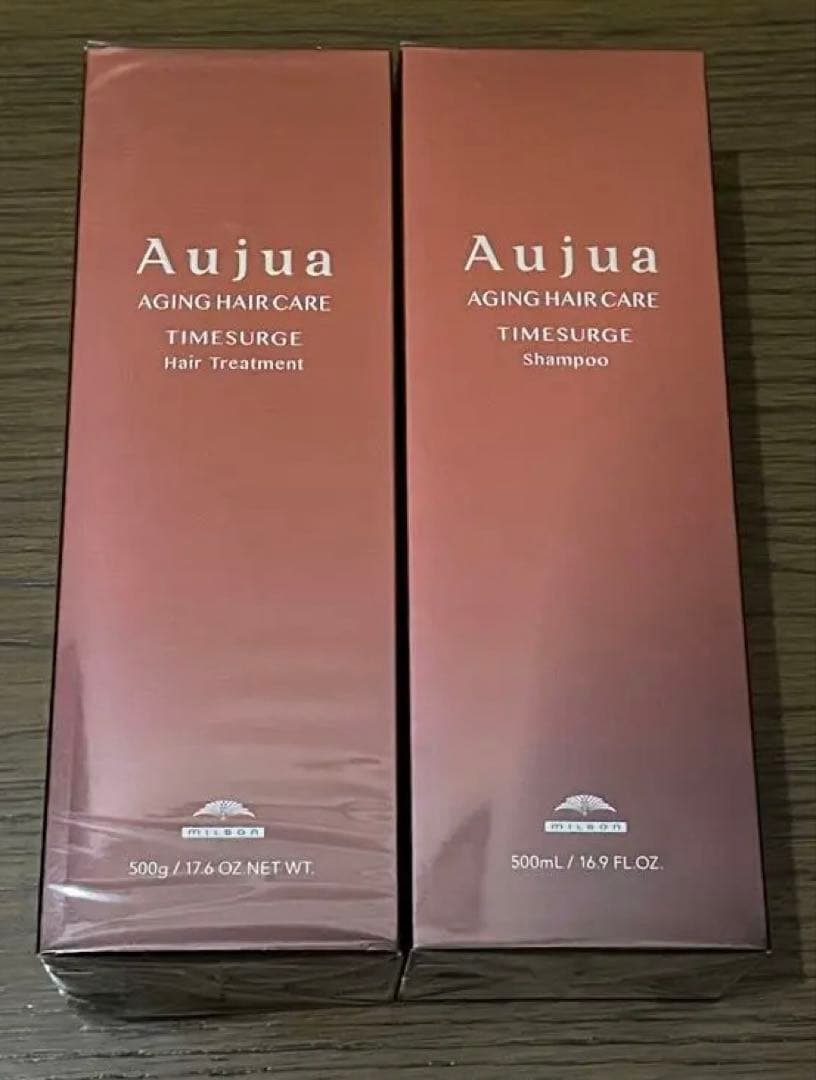 Aujua
AGING HAIR CARE
TIMESURGE
Hair Treatment
MILBON
500g / 17.6 OZ.NET WT.
Aujua
AGING HAIR CARE
TIMESURGE
Shampoo
MILBON
500mL / 16.9 FL.OZ.